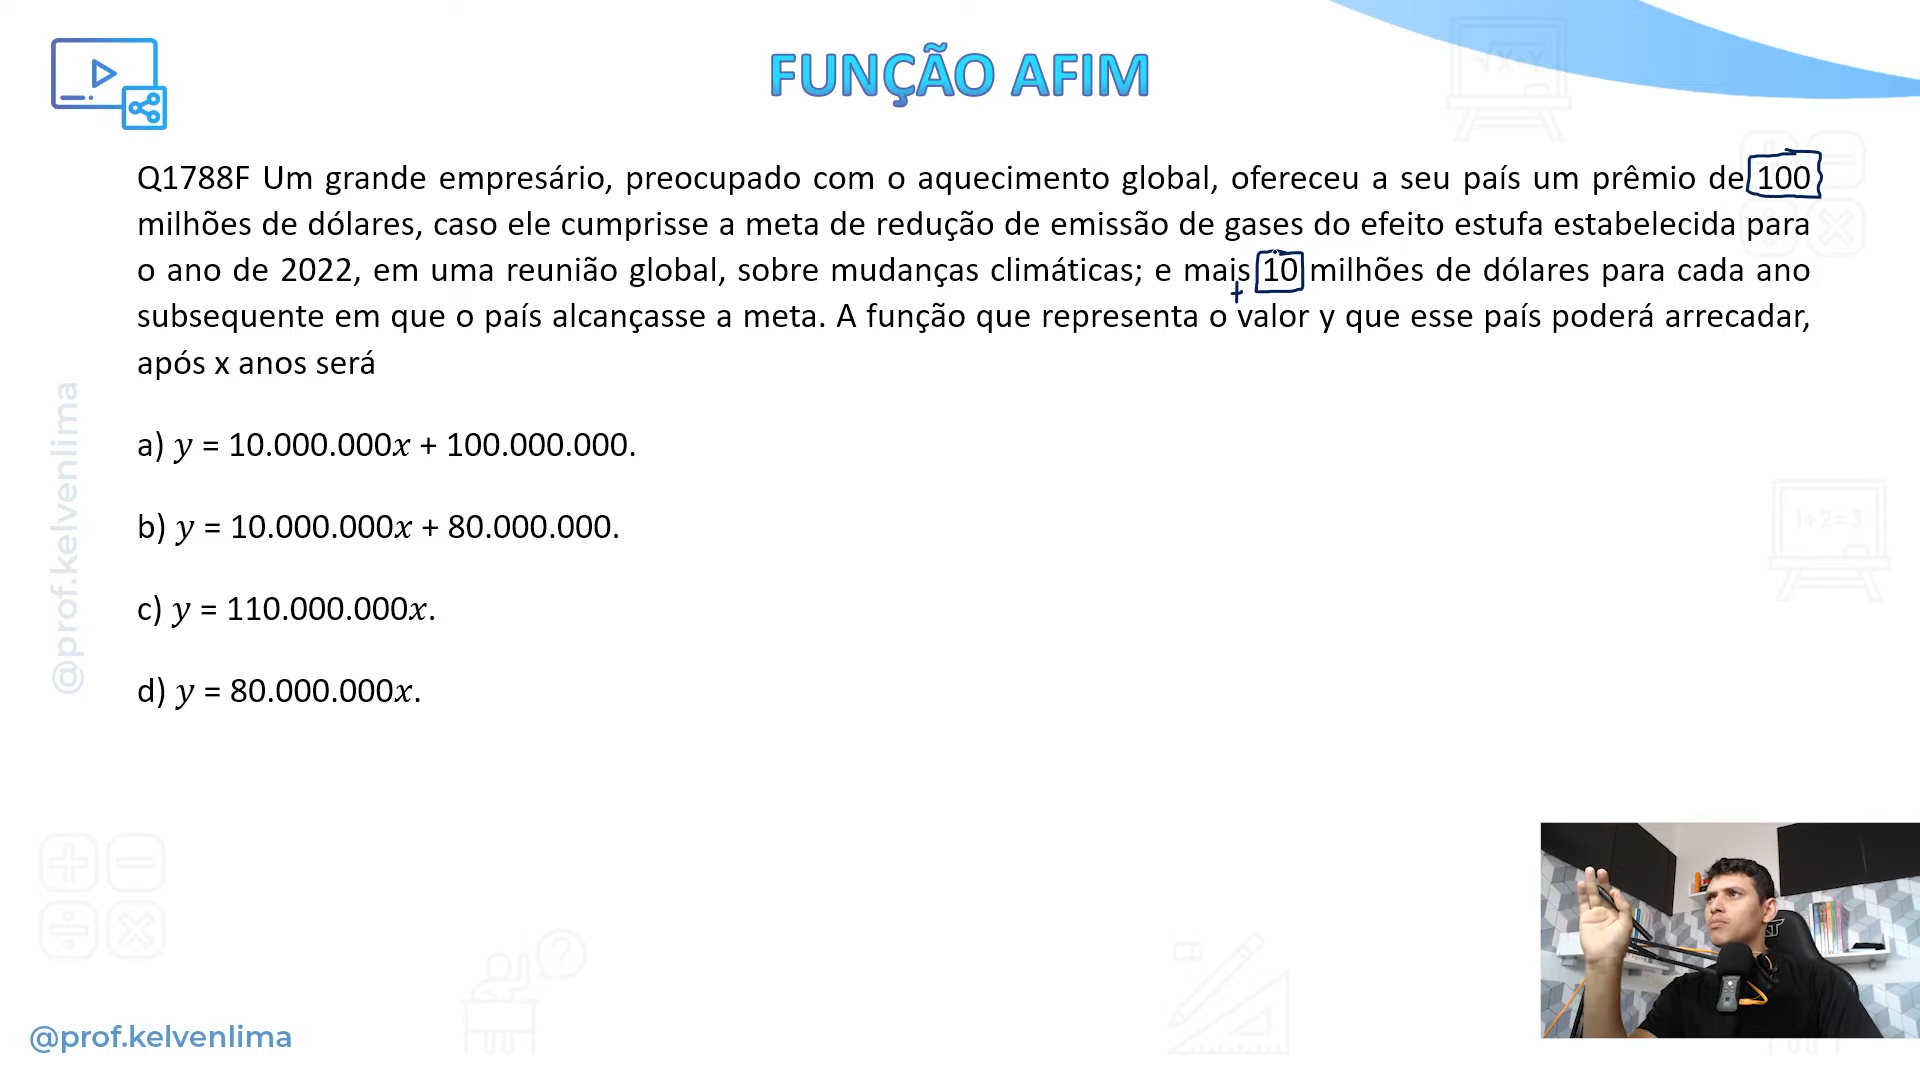 FUNÇÃO AFIM
Q1788F Um grande empresário, preocupado com o aquecimento global, ofereceu a seu país um prêmio de 100
milhões de dólares, caso ele cumprisse a meta de redução de emissão de gases do efeito estufa estabelecida para
o ano de 2022, em uma reunião global, sobre mudanças climáticas; e mais 10 milhões de dólares para cada ano
+
subsequente em que o país alcançasse a meta. A função que representa o valor y que esse país poderá arrecadar,
após x anos será
a) y = 10.000.000x + 100.000.000.
b) y = 10.000.000x + 80.000.000.
c) y = 110.000.000x.
d) y = 80.000.000x.
@prof.kelvenlima
1+2=3
@prof.kelvenlima